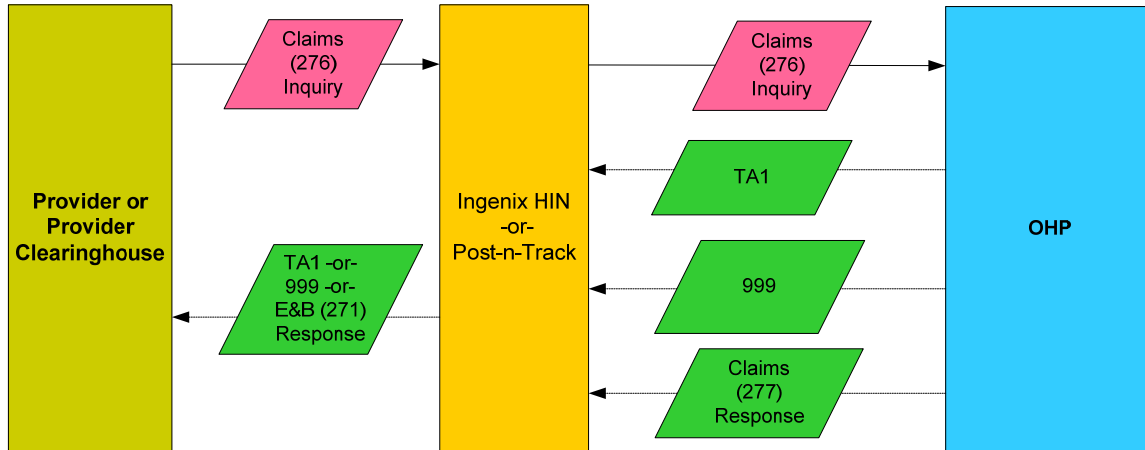 Provider or
Provider
Clearinghouse
Claims
(276)
Inquiry
TA1 -or-
999 -or-
E&B (271)
Response
Ingenix HIN
-or-
Post-n-Track
Claims
(276)
Inquiry
TA1
999
Claims
(277)
Response
OHP